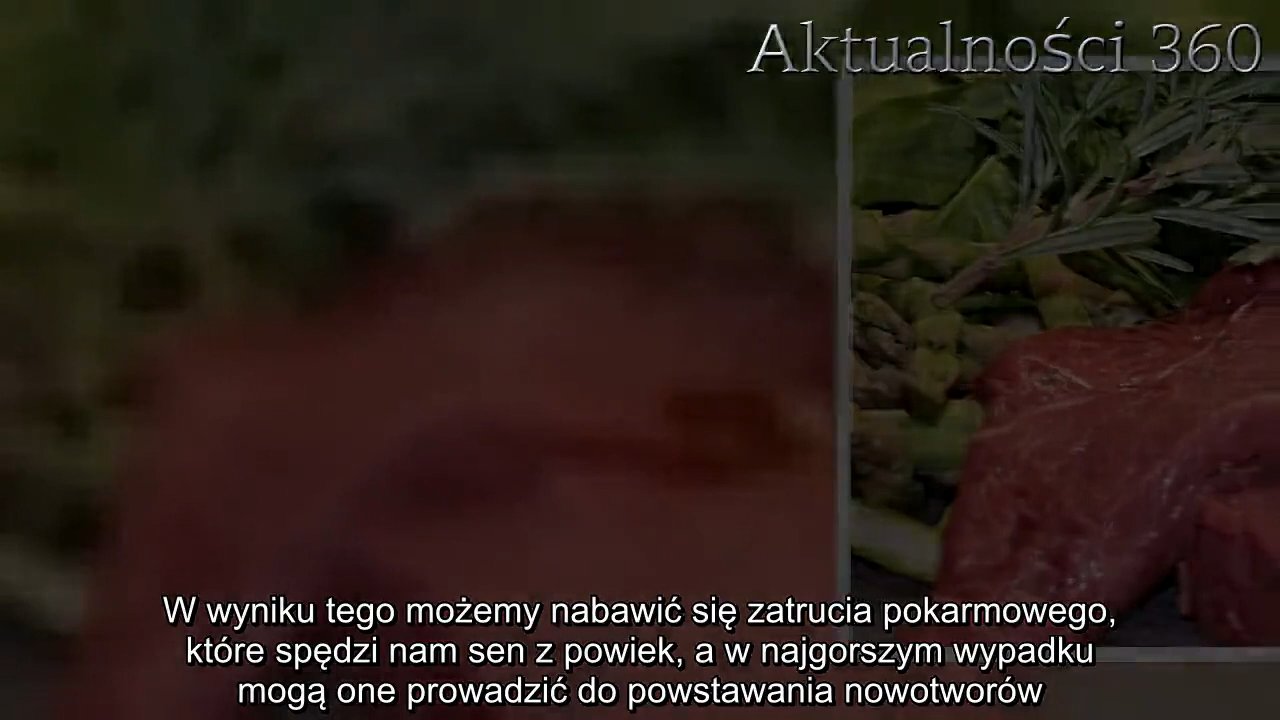 Aktualności 360
W wyniku tego możemy nabawić się zatrucia pokarmowego,
które spędzi nam sen z powiek, a w najgorszym wypadku
mogą one prowadzić do powstawania nowotworów